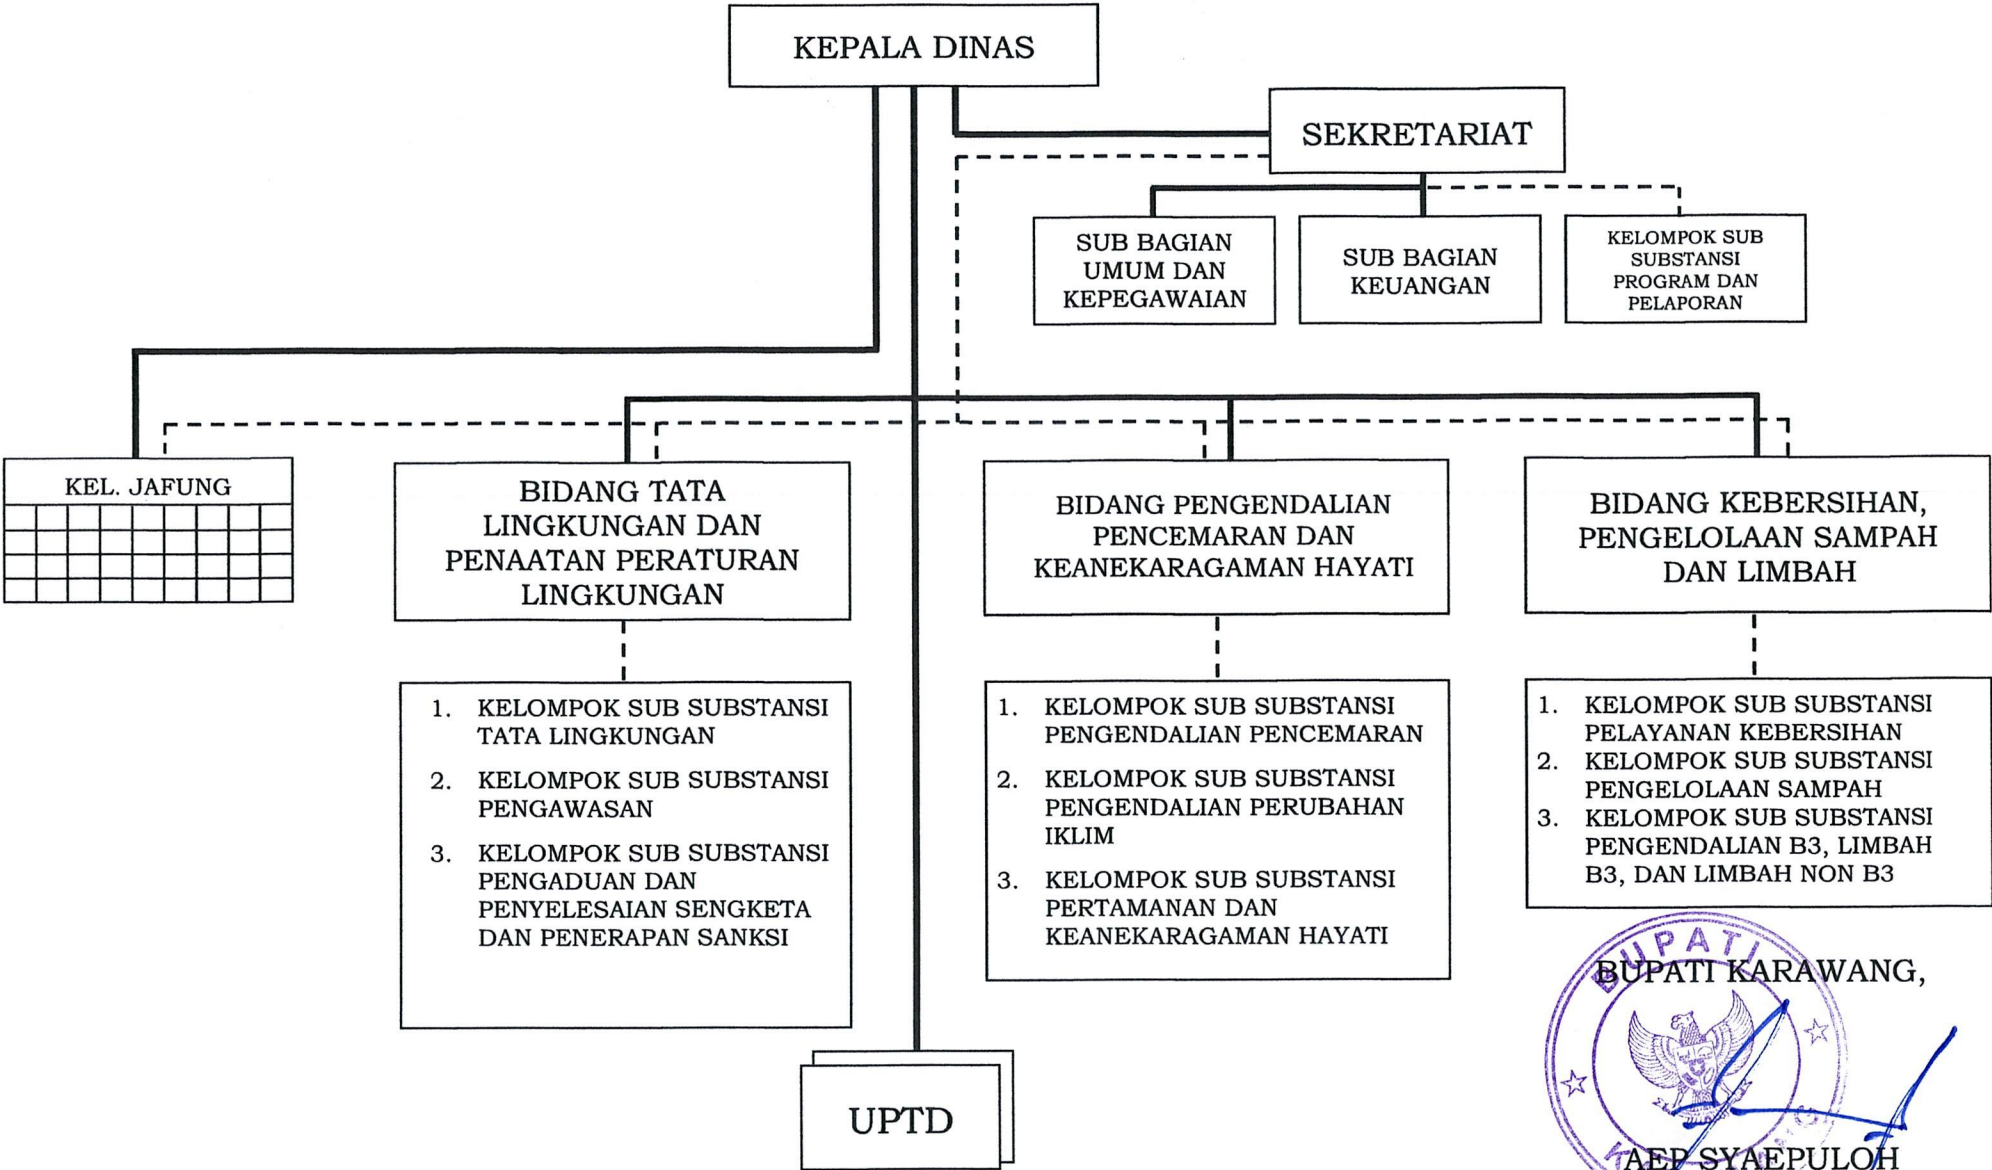 KEPALA DINAS
SEKRETARIAT
SUB BAGIAN
UMUM DAN
KEPEGAWAIAN
SUB BAGIAN
KEUANGAN
KELOMPOK SUB
SUBSTANSI
PROGRAM DAN
PELAPORAN
KEL. JAFUNG
BIDANG TATA
LINGKUNGAN DAN
PENAATAN PERATURAN
LINGKUNGAN
BIDANG PENGENDALIAN
PENCEMARAN DAN
KEANEKARAGAMAN HAYATI
BIDANG KEBERSIHAN,
PENGELOLAAN SAMPAH
DAN LIMBAH
1. KELOMPOK SUB SUBSTANSI
TATA LINGKUNGAN
2. KELOMPOK SUB SUBSTANSI
PENGAWASAN
3. KELOMPOK SUB SUBSTANSI
PENGADUAN DAN
PENYELESAIAN SENGKETA
DAN PENERAPAN SANKSI
1. KELOMPOK SUB SUBSTANSI
PENGENDALIAN PENCEMARAN
2. KELOMPOK SUB SUBSTANSI
PENGENDALIAN PERUBAHAN
IKLIM
3. KELOMPOK SUB SUBSTANSI
PERTAMANAN DAN
KEANEKARAGAMAN HAYATI
1. KELOMPOK SUB SUBSTANSI
PELAYANAN KEBERSIHAN
2. KELOMPOK SUB SUBSTANSI
PENGELOLAAN SAMPAH
3. KELOMPOK SUB SUBSTANSI
PENGENDALIAN B3, LIMBAH
B3, DAN LIMBAH NON B3
UPTD
BUPATI
BUPATI KARAWANG,
AEP SYAEPULOH